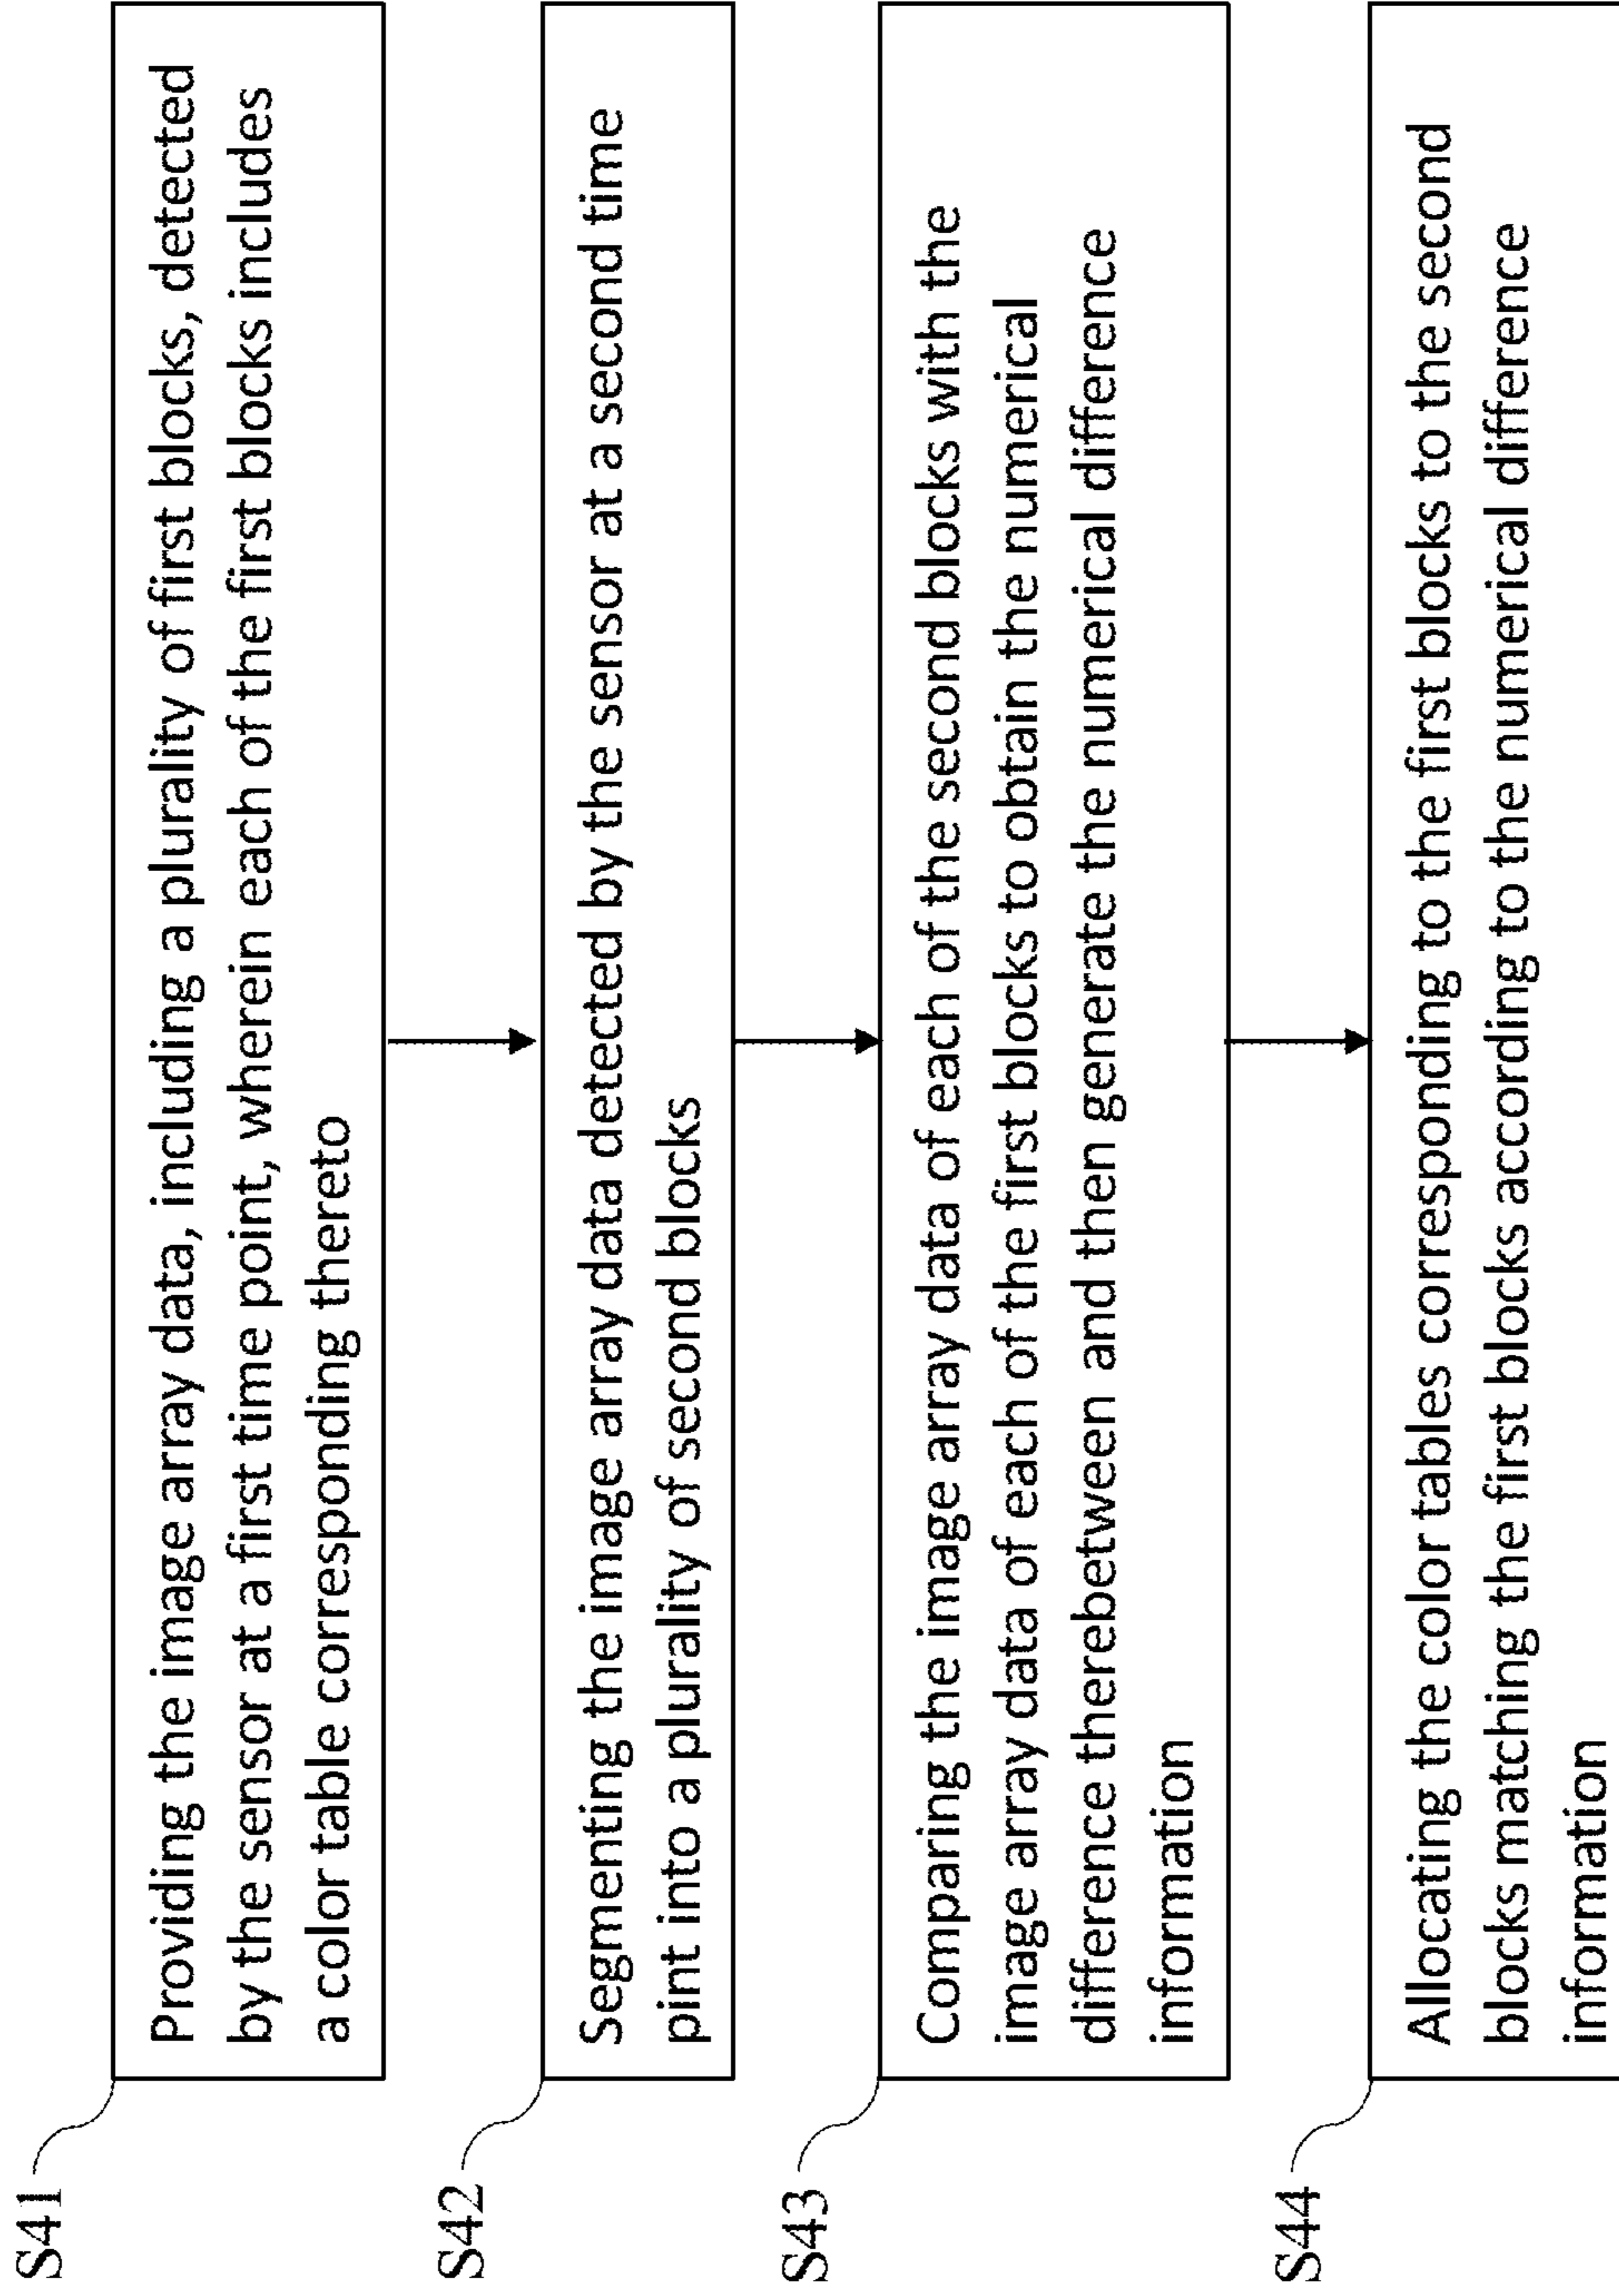 S41
Providing the image array data, including a plurality of first blocks, detected
by the sensor at a first time point, wherein each of the first blocks includes
a color table corresponding thereto
S42
Segmenting the image array data detected by the sensor at a second time
pint into a plurality of second blocks
S43
Comparing the image array data of each of the second blocks with the
image array data of each of the first blocks to obtain the numerical
difference therebetween and then generate the numerical difference
information
S44
Allocating the color tables corresponding to the first blocks to the second
blocks matching the first blocks according to the numerical difference
information